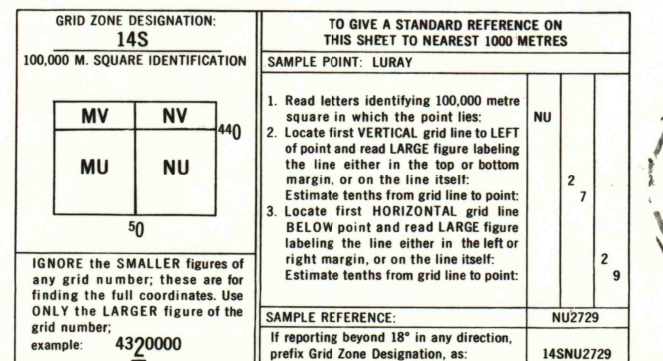 GRID ZONE DESIGNATION:
14S
100,000 M. SQUARE IDENTIFICATION
MV NV
440
MU NU
50
IGNORE the SMALLER figures of
any grid number; these are for
finding the full coordinates. Use
ONLY the LARGER figure of the
grid number;
example: 4320000
TO GIVE A STANDARD REFERENCE ON
THIS SHEET TO NEAREST 1000 METRES
SAMPLE POINT: LURAY
1. Read letters identifying 100,000 metre
square in which the point lies: NU
2. Locate first VERTICAL grid line to LEFT
of point and read LARGE figure labeling
the line either in the top or bottom
margin, or on the line itself: 2
Estimate tenths from grid line to point: 7
3. Locate first HORIZONTAL grid line
BELOW point and read LARGE figure
labeling the line either in the left or
right margin, or on the line itself: 2
Estimate tenths from grid line to point: 9
SAMPLE REFERENCE: NU2729
If reporting beyond 18° in any direction,
prefix Grid Zone Designation, as: 14SNU2729